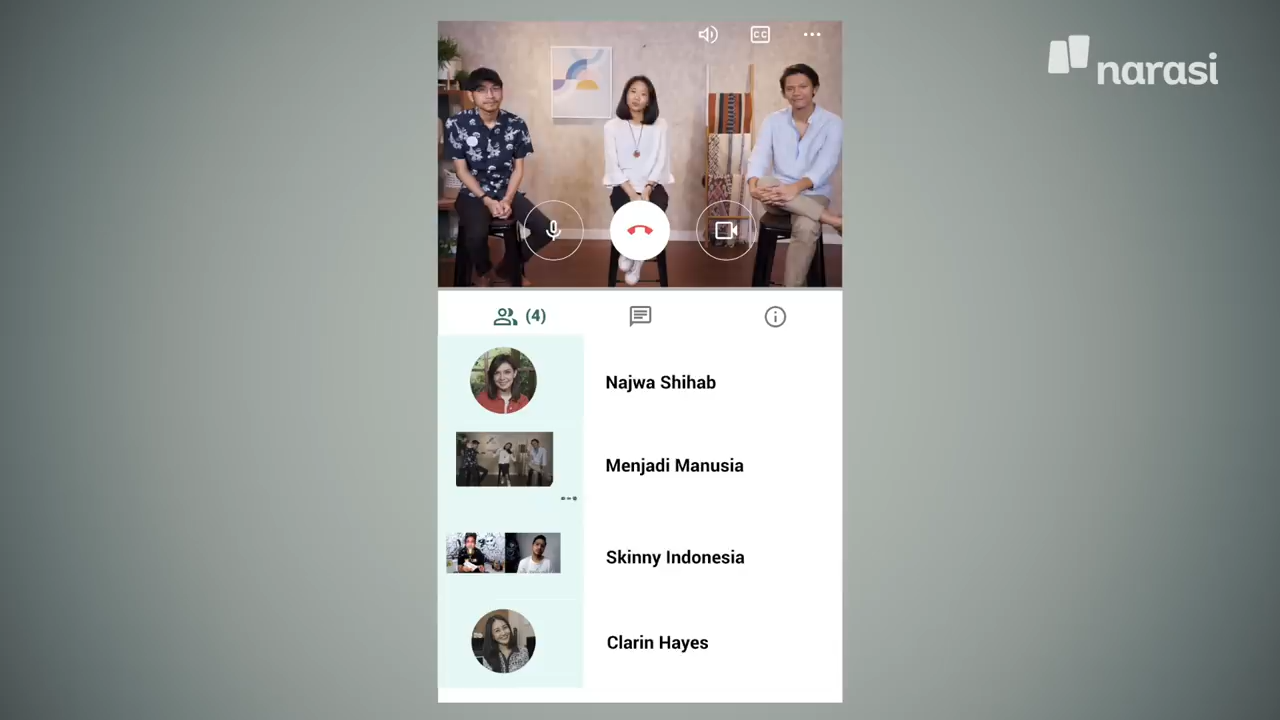 CC
narasi
(4)
Najwa Shihab
Menjadi Manusia
Skinny Indonesia
Clarin Hayes